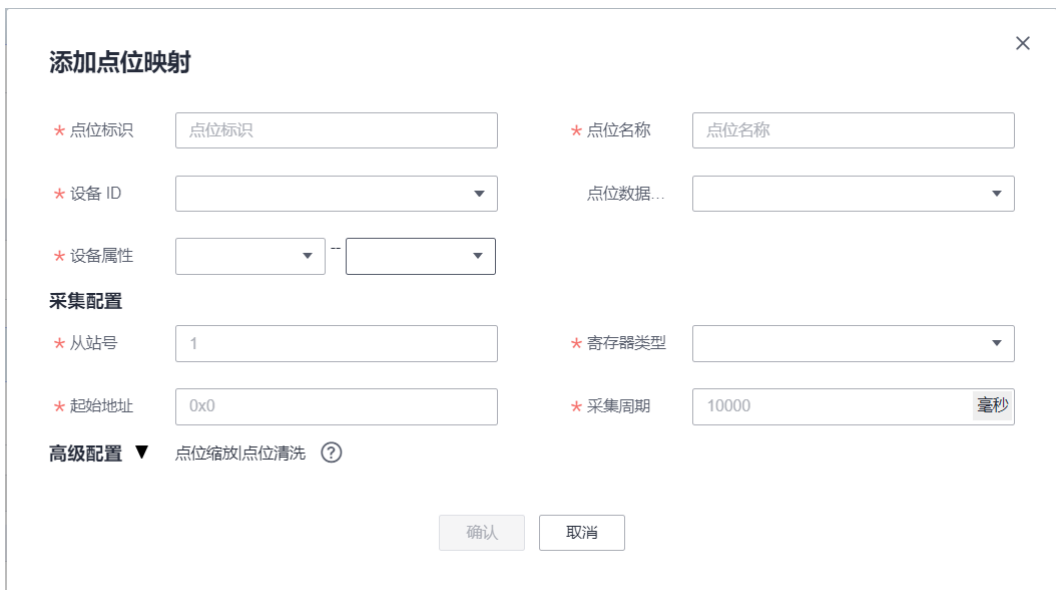 添加点位映射
* 点位标识 点位标识 * 点位名称 点位名称
* 设备 ID 点位数据...
* 设备属性 --
采集配置
* 从站号 1 * 寄存器类型
* 起始地址 0x0 * 采集周期 10000 毫秒
高级配置 ▼ 点位缩放|点位清洗 ?
确认 取消